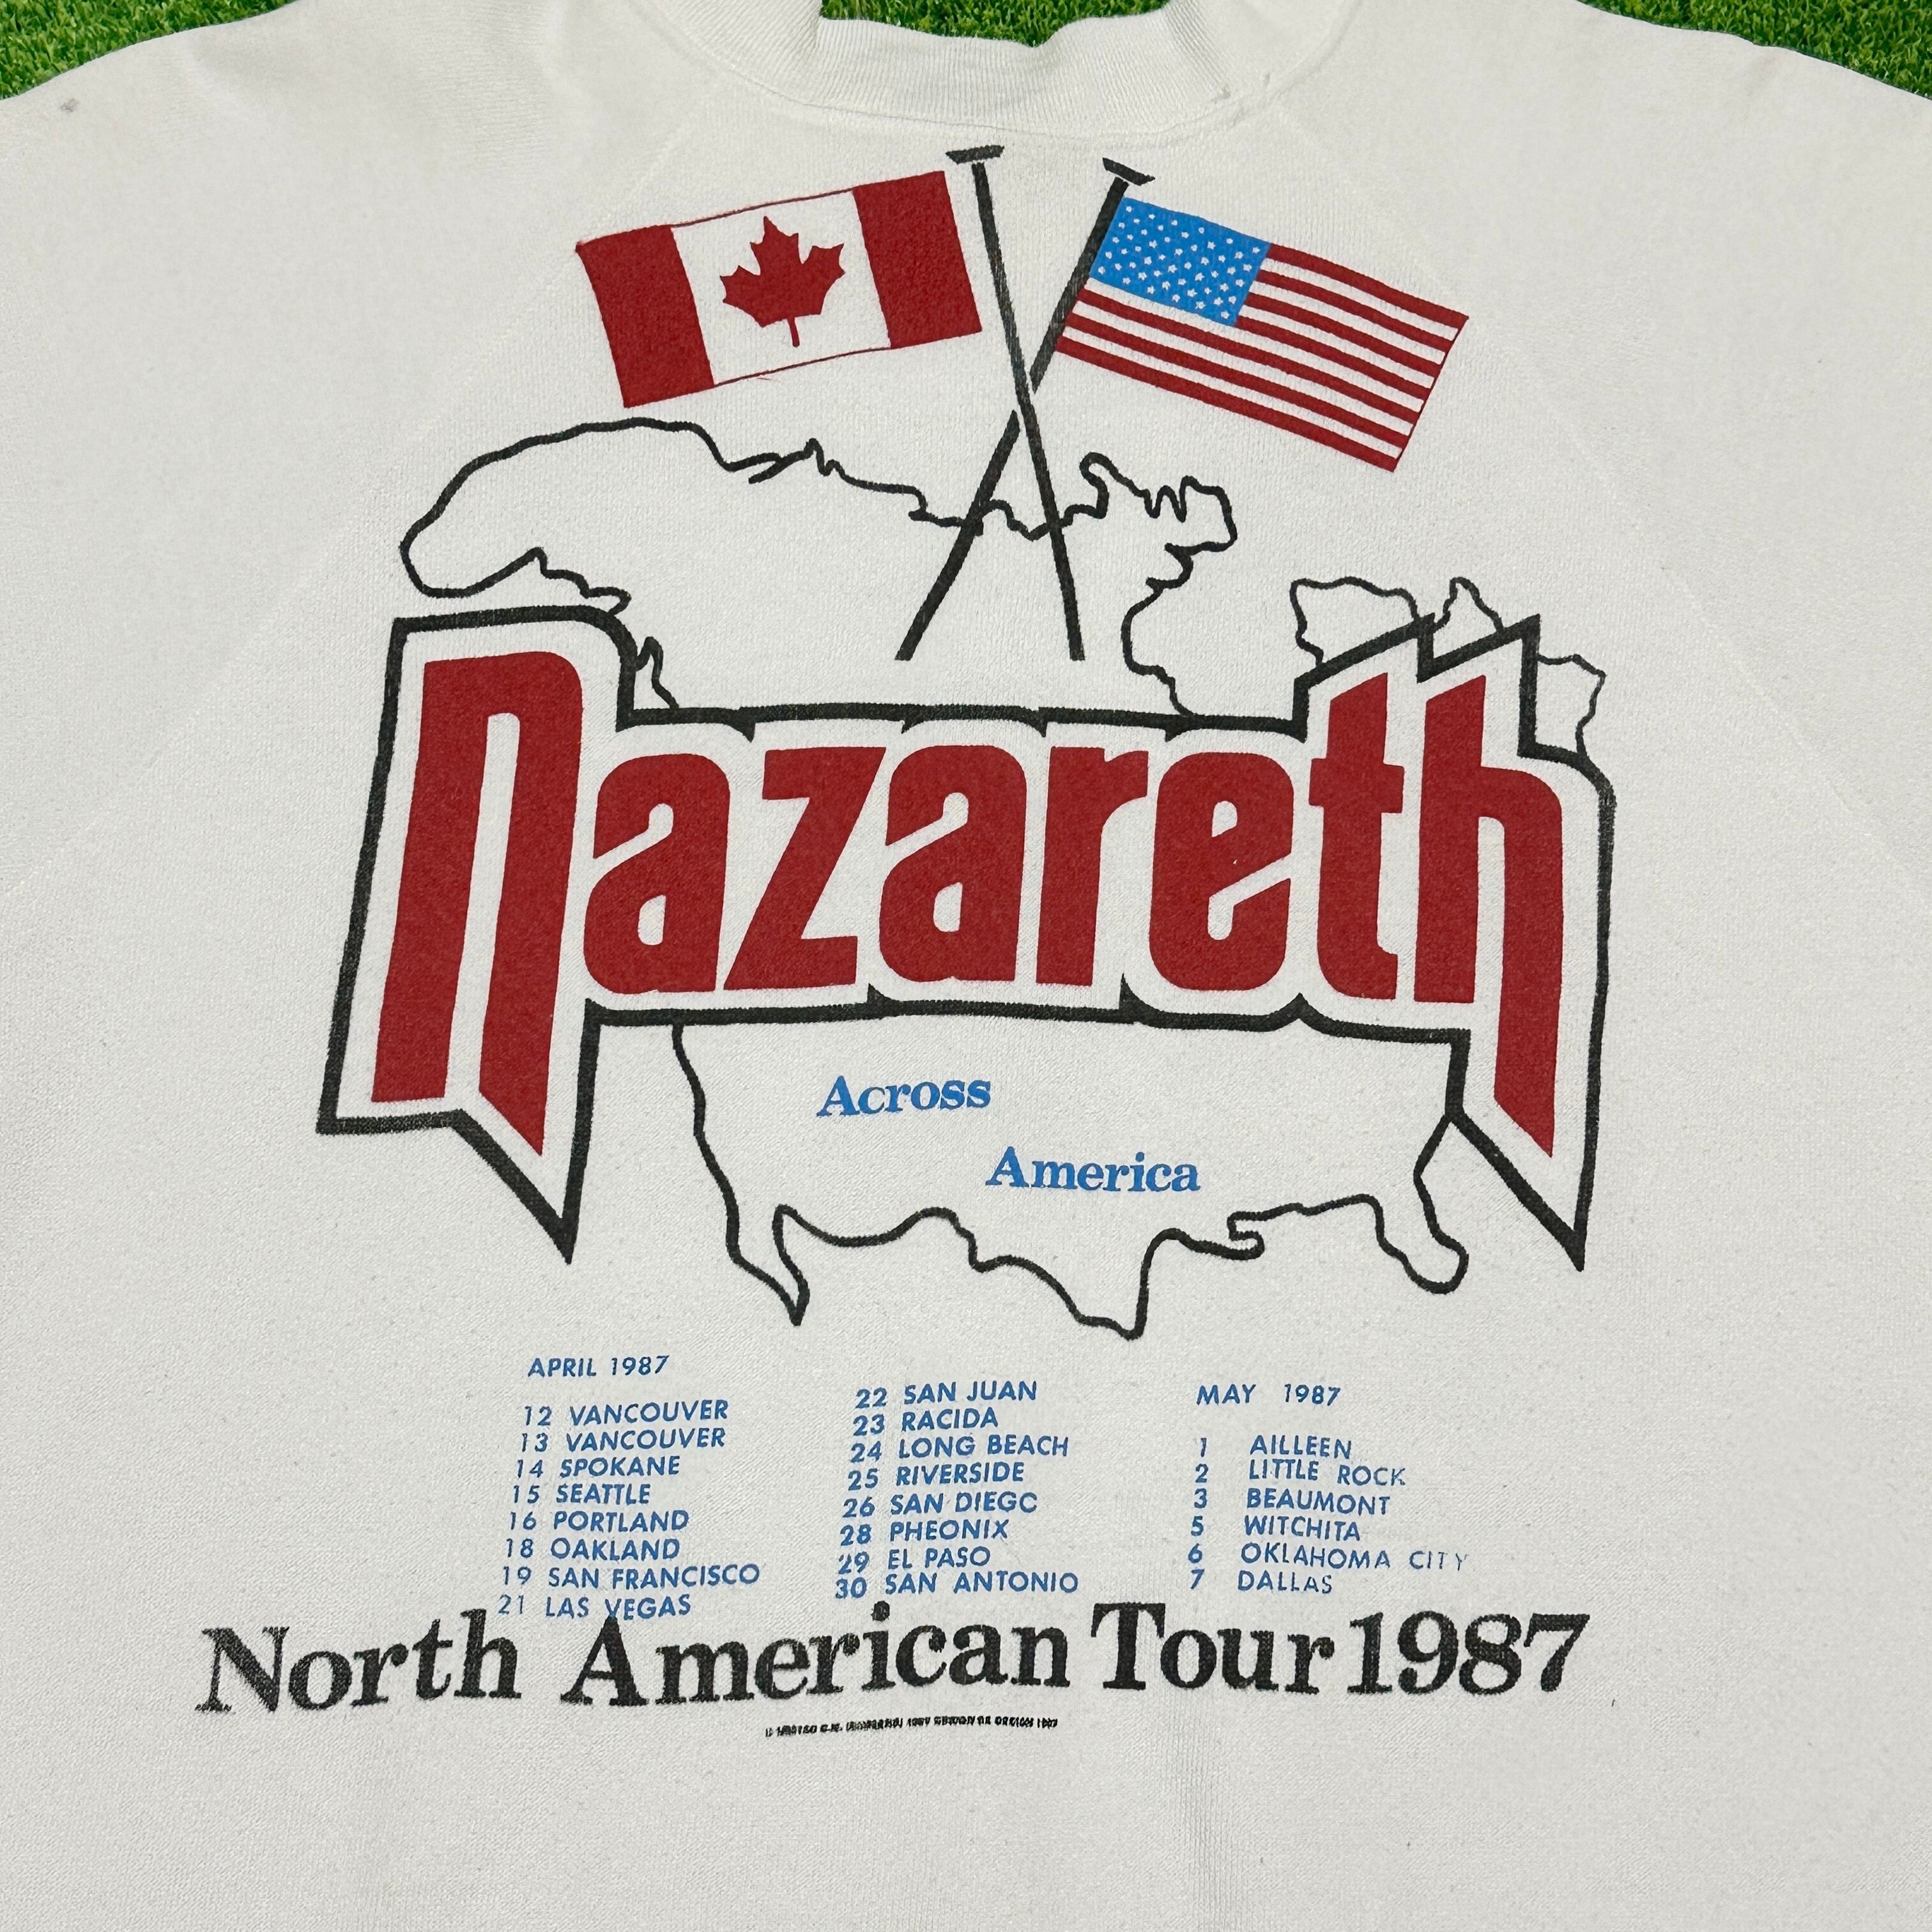 Nazareth
Across
America
APRIL 1987
12 VANCOUVER
13 VANCOUVER
14 SPOKANE
15 SEATTLE
16 PORTLAND
18 OAKLAND
19 SAN FRANCISCO
21 LAS VEGAS
22 SAN JUAN
23 RACIDA
24 LONG BEACH
25 RIVERSIDE
26 SAN DIEGO
28 PHEONIX
29 EL PASO
30 SAN ANTONIO
MAY 1987
1 AILLEEN
2 LITTLE ROCK
3 BEAUMONT
5 WITCHITA
6 OKLAHOMA CITY
7 DALLAS
North American Tour 1987